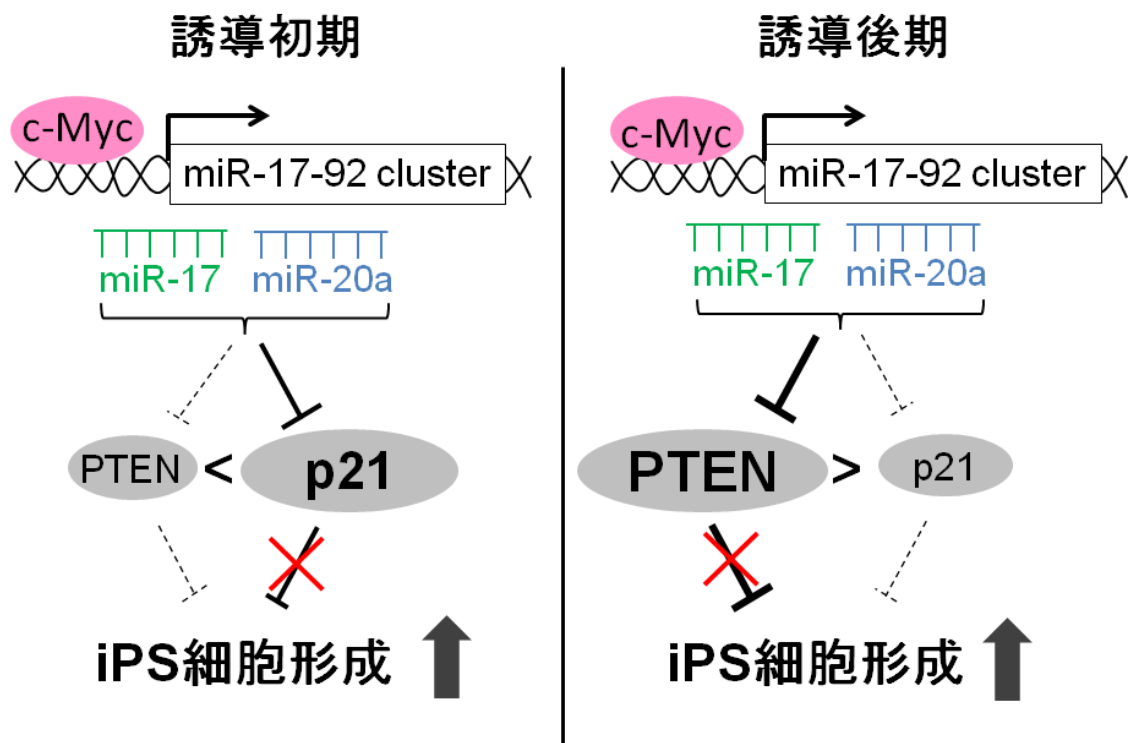 誘導初期
c-Myc
miR-17-92 cluster
miR-17 miR-20a
PTEN < p21
iPS細胞形成
誘導後期
c-Myc
miR-17-92 cluster
miR-17 miR-20a
PTEN > p21
iPS細胞形成